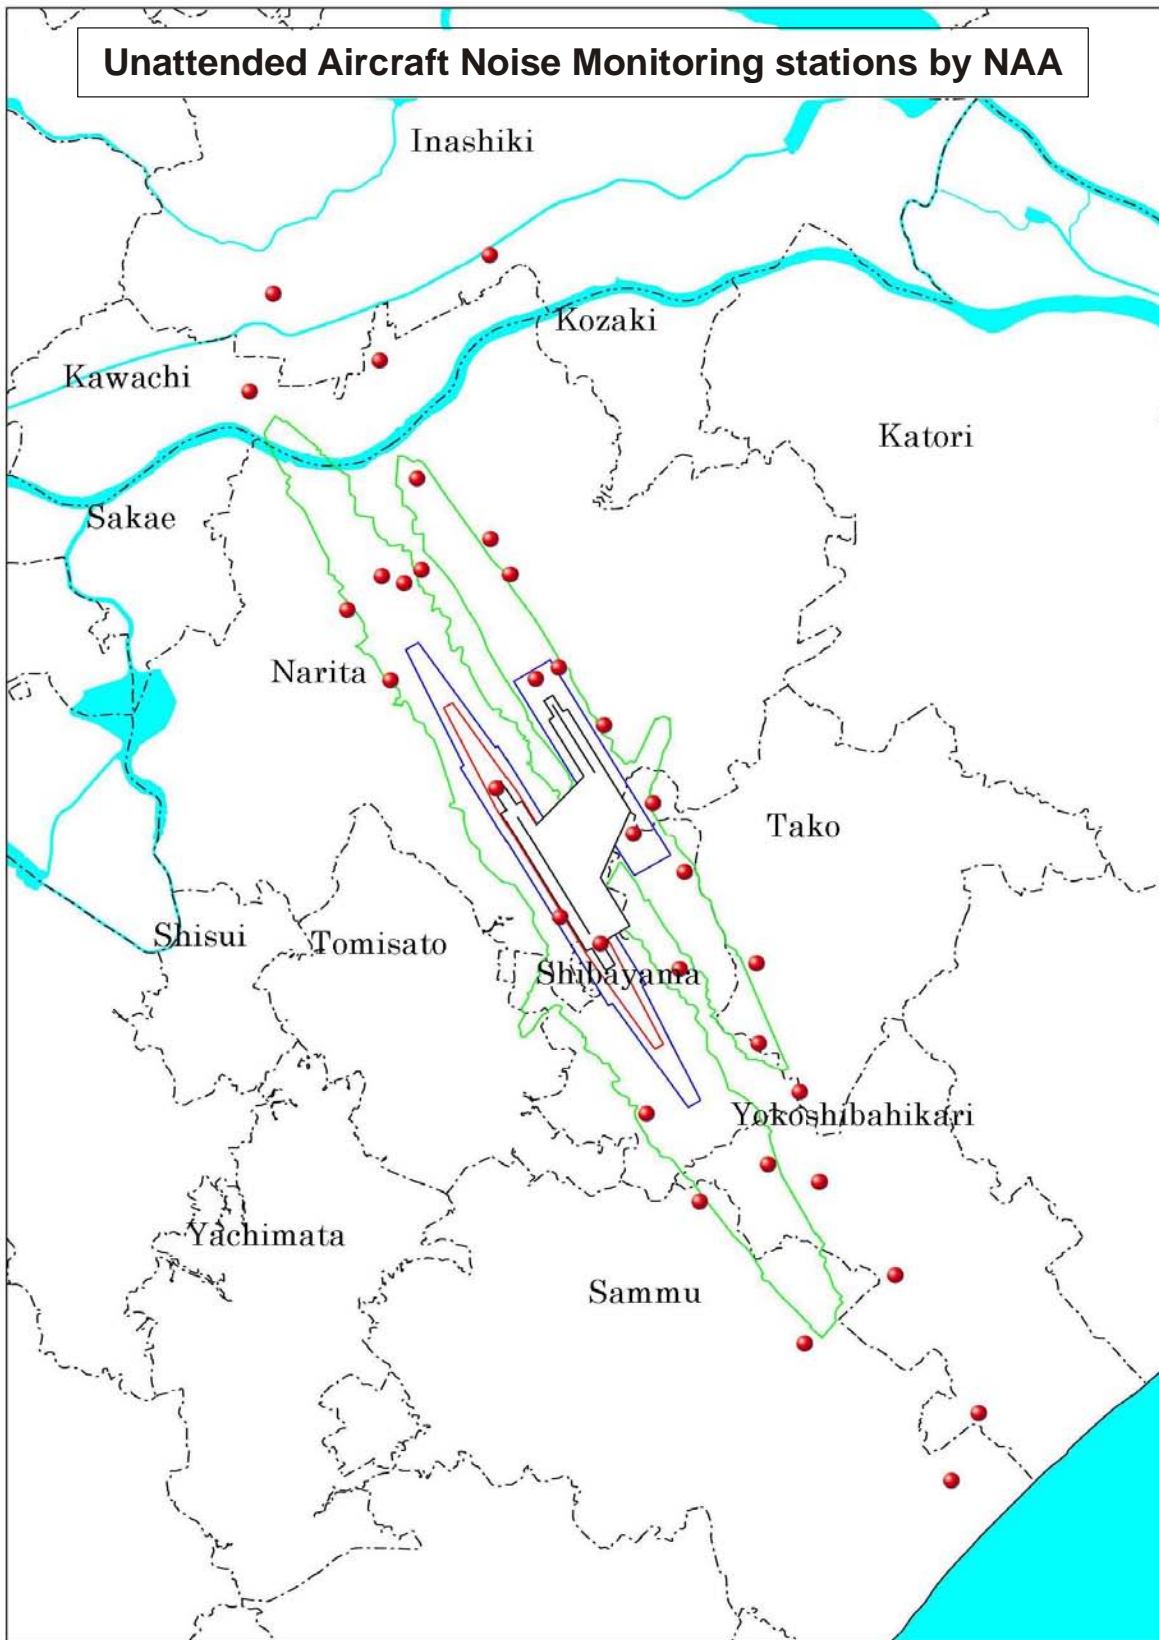 Unattended Aircraft Noise Monitoring stations by NAA
Inashiki
Kozaki
Kawachi
Katori
Sakae
Narita
Tako
Shisui
Tomisato
Shibayama
Yokoshibahikari
Yachimata
Sammu